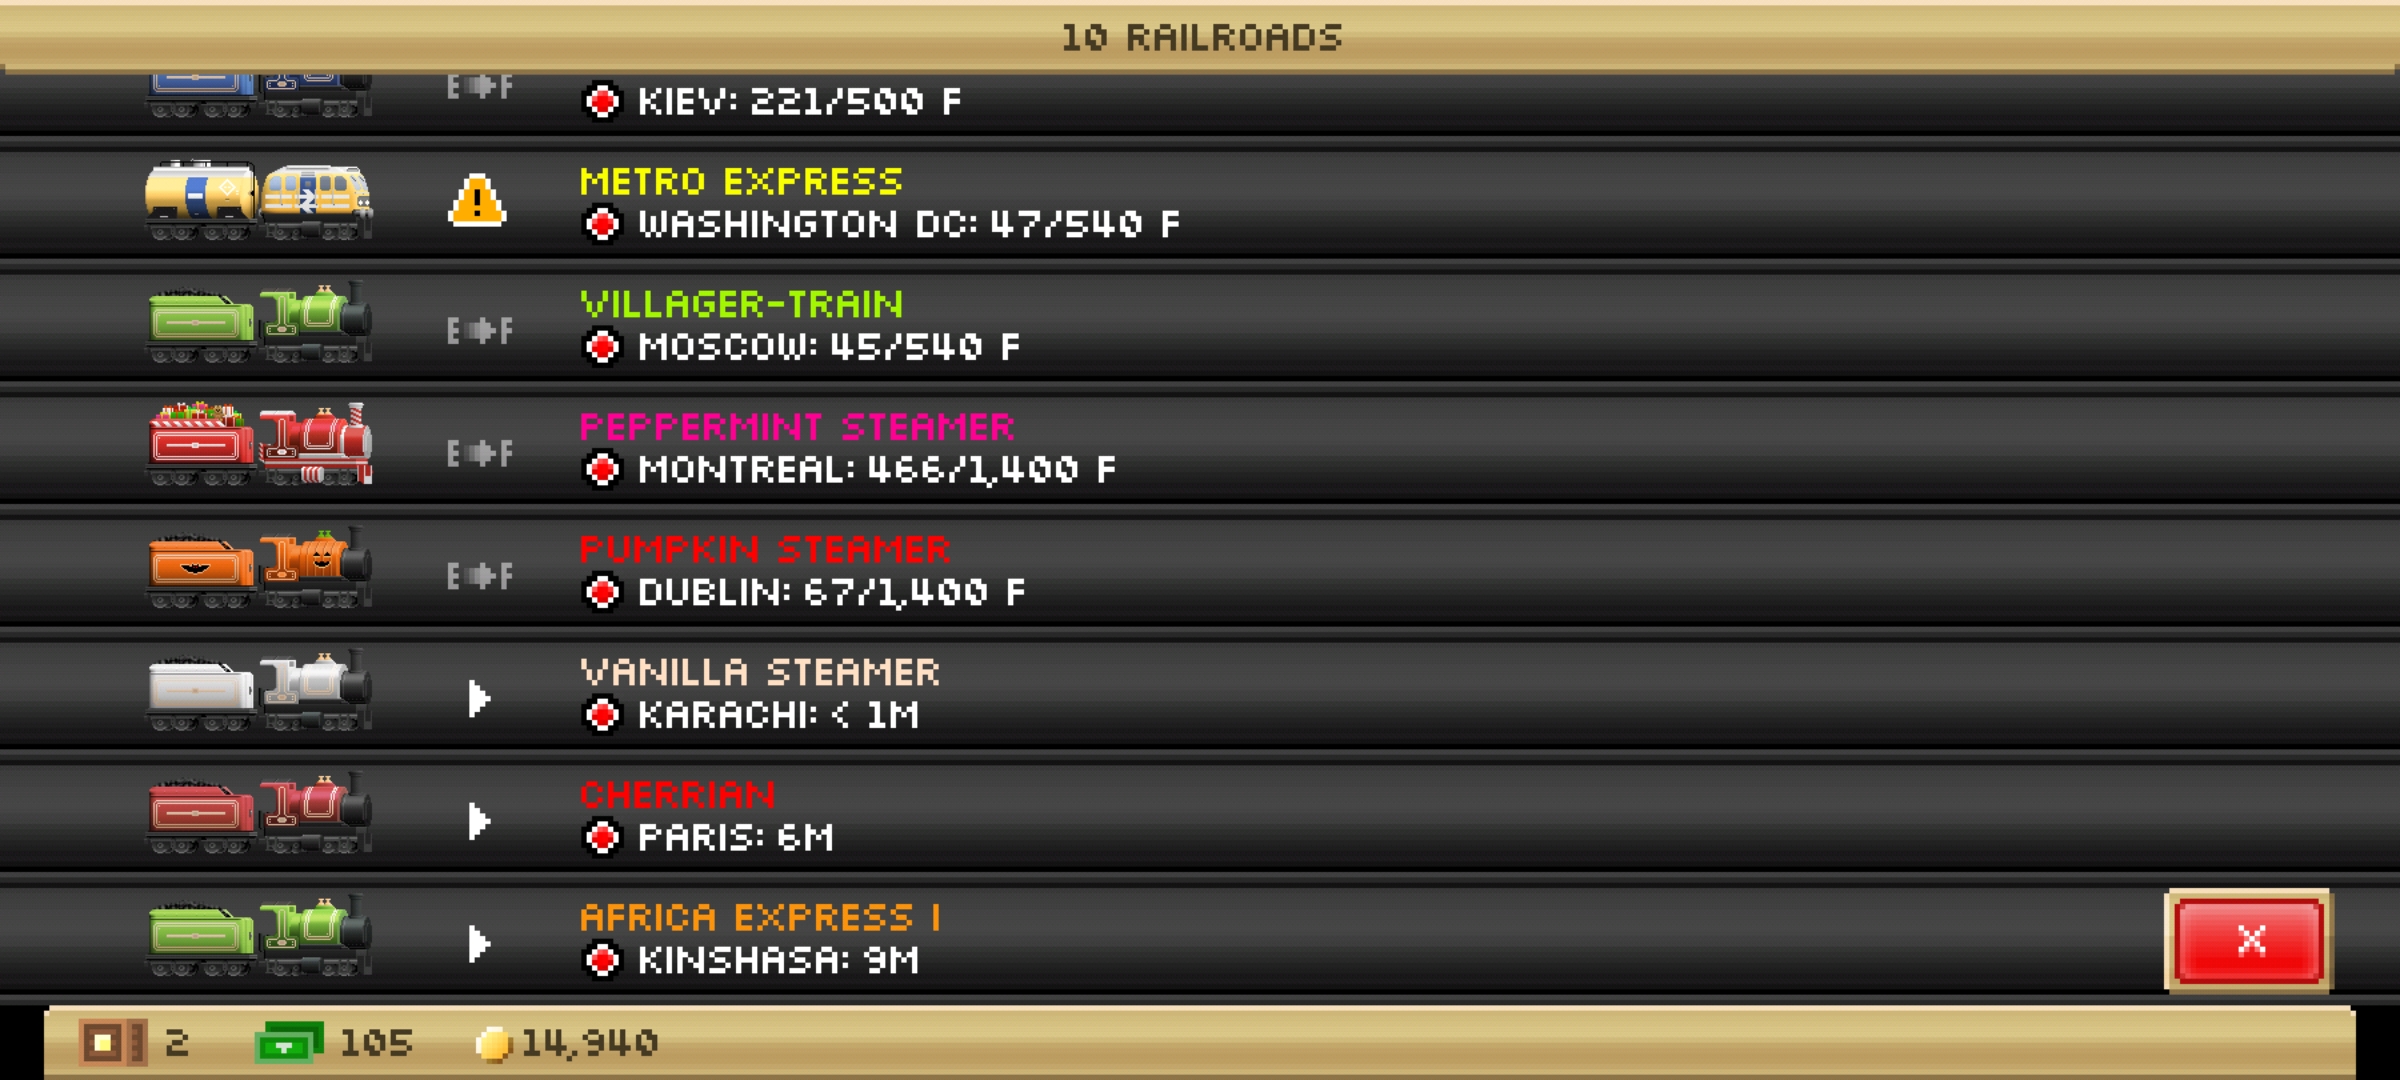 10 RAILROADS
E F
KIEV: 221/500 F
METRO EXPRESS
!
WASHINGTON DC: 47/540 F
VILLAGER-TRAIN
E F
MOSCOW: 45/540 F
PEPPERMINT STEAMER
E F
MONTREAL: 466/1,400 F
PUMPKIN STEAMER
E F
DUBLIN: 67/1,400 F
VANILLA STEAMER
KARACHI: < 1M
CHERRIAN
PARIS: 6M
AFRICA EXPRESS I
KINSHASA: 9M
X
2 105 14,940